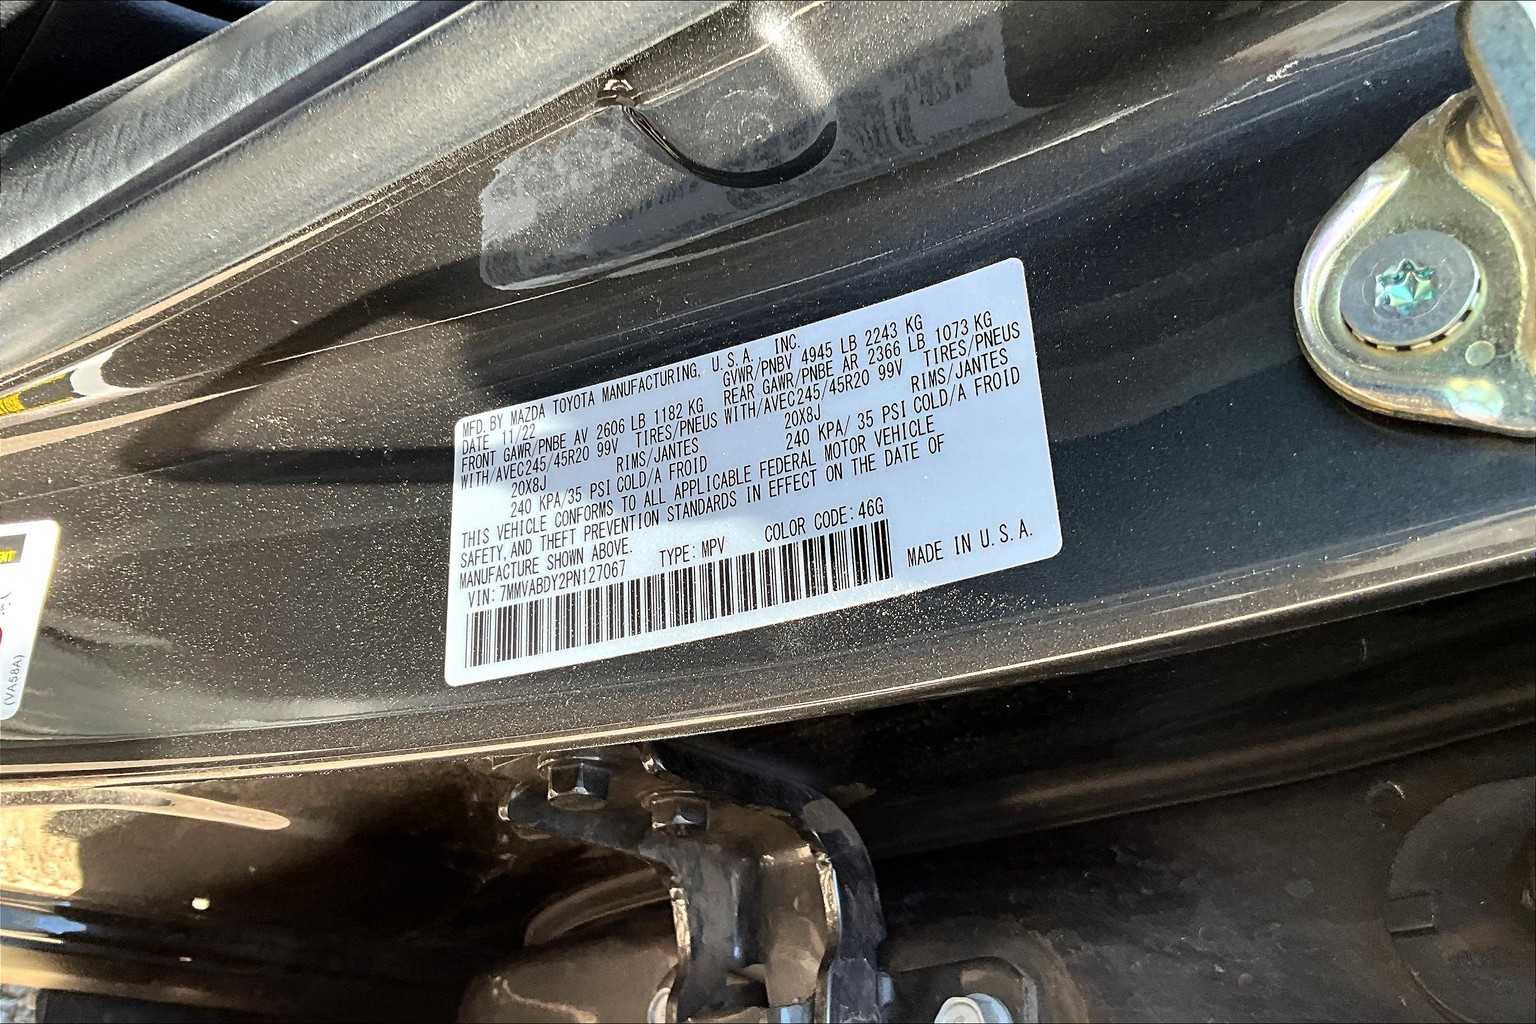 MFD. BY MAZDA TOYOTA MANUFACTURING, U.S.A., INC.
DATE 11/22 GVWR/PNBV 4945 LB 2243 KG
FRONT GAWR/PNBE AV 2606 LB 1182 KG REAR GAWR/PNBE AR 2366 LB 1073 KG
WITH/AVEC245/45R20 99V TIRES/PNEUS WITH/AVEC245/45R20 99V TIRES/PNEUS
20X8J RIMS/JANTES 20X8J RIMS/JANTES
240 KPA/35 PSI COLD/A FROID 240 KPA/ 35 PSI COLD/A FROID
THIS VEHICLE CONFORMS TO ALL APPLICABLE FEDERAL MOTOR VEHICLE
SAFETY, AND THEFT PREVENTION STANDARDS IN EFFECT ON THE DATE OF
MANUFACTURE SHOWN ABOVE.
VIN: 7MMVABDY2PN127067 TYPE: MPV COLOR CODE: 46G
MADE IN U.S.A.
(VA58A)